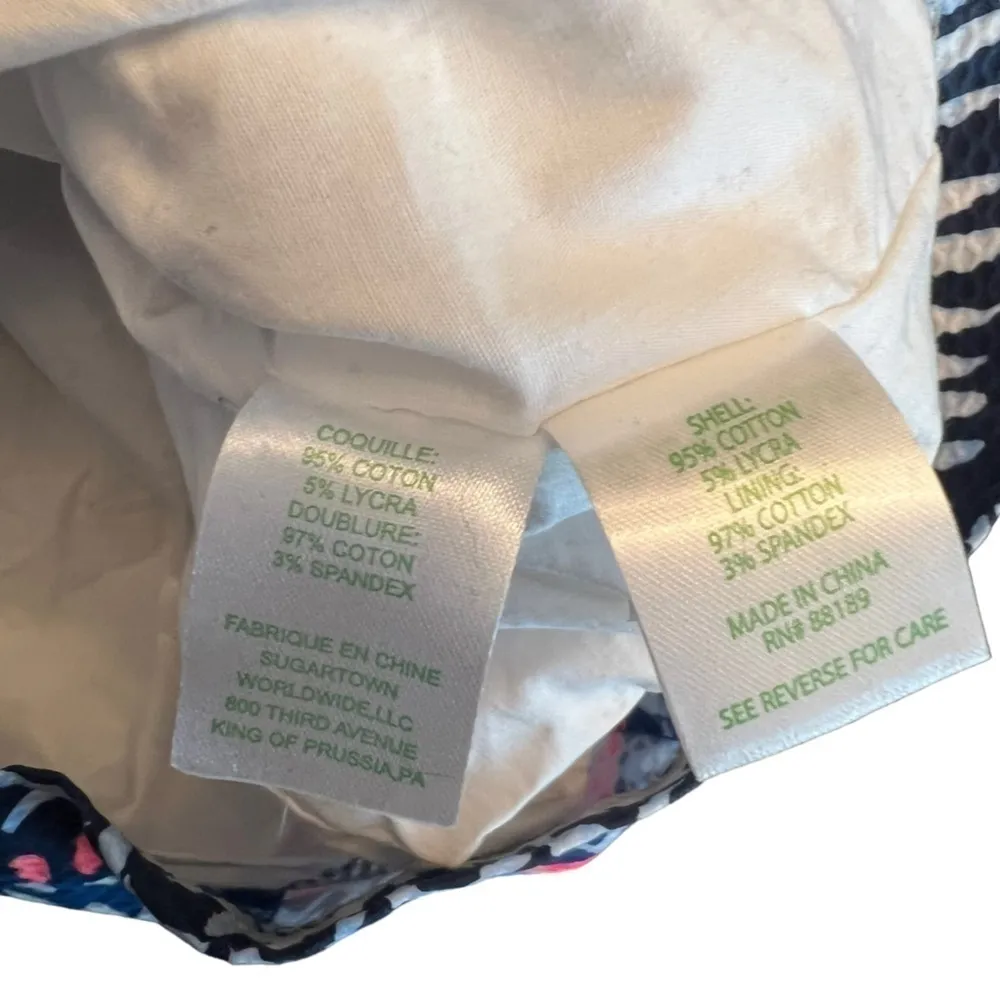 COQUILLE:
95% COTON
5% LYCRA
DOUBLURE:
97% COTON
3% SPANDEX
FABRIQUE EN CHINE
SUGARTOWN
WORLDWIDE,LLC
800 THIRD AVENUE
KING OF PRUSSIA,PA
SHELL:
95% COTTON
5% LYCRA
LINING:
97% COTTON
3% SPANDEX
MADE IN CHINA
RN# 88189
SEE REVERSE FOR CARE